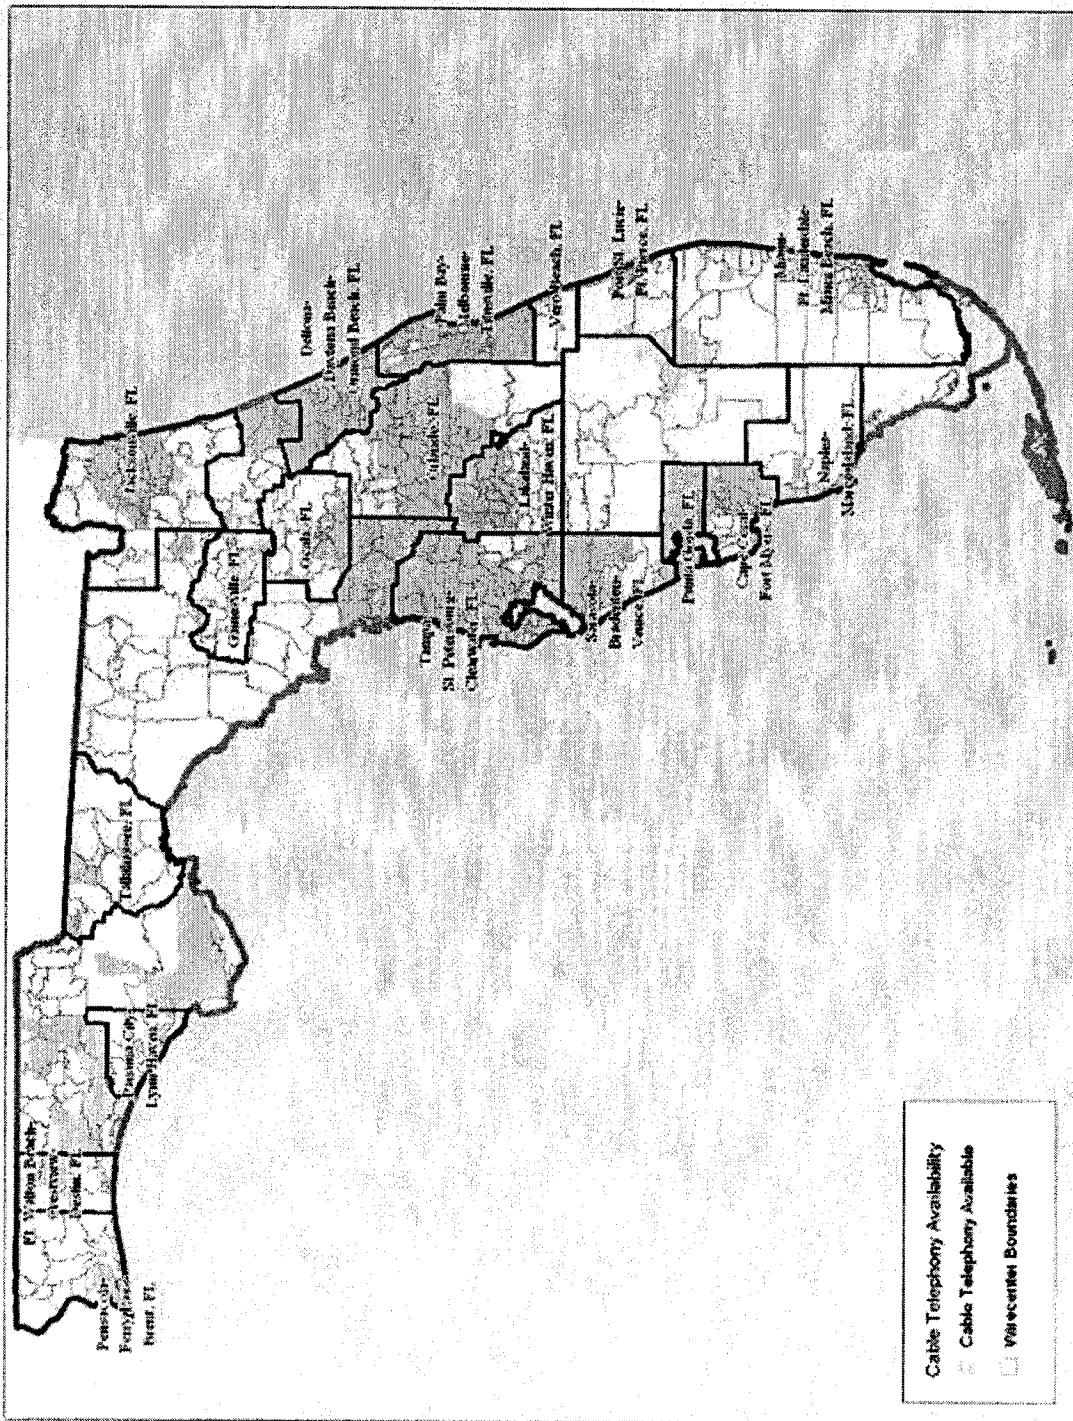 Pensacola-
Ferry Pass-
Brent, FL
Ft. Walton Beach-
Crestview-
Destin, FL
Panama City-
Lynn Haven, FL
Tallahassee, FL
Gainesville, FL
Jacksonville, FL
Ocala, FL
Deltona-
Daytona Beach-
Ormond Beach, FL
Orlando, FL
Palm Bay-
Melbourne-
Titusville, FL
Tampa-
St. Petersburg-
Clearwater, FL
Lakeland-
Winter Haven, FL
Vero Beach, FL
Sarasota-
Bradenton-
Venice, FL
Port St. Lucie-
Ft. Pierce, FL
Punta Gorda, FL
Cape Coral-
Fort Myers, FL
Naples-
Marco Island, FL
Miami-
Ft. Lauderdale-
Miami Beach, FL
Cable Telephony Availability
Cable Telephony Available
Wirecenter Boundaries